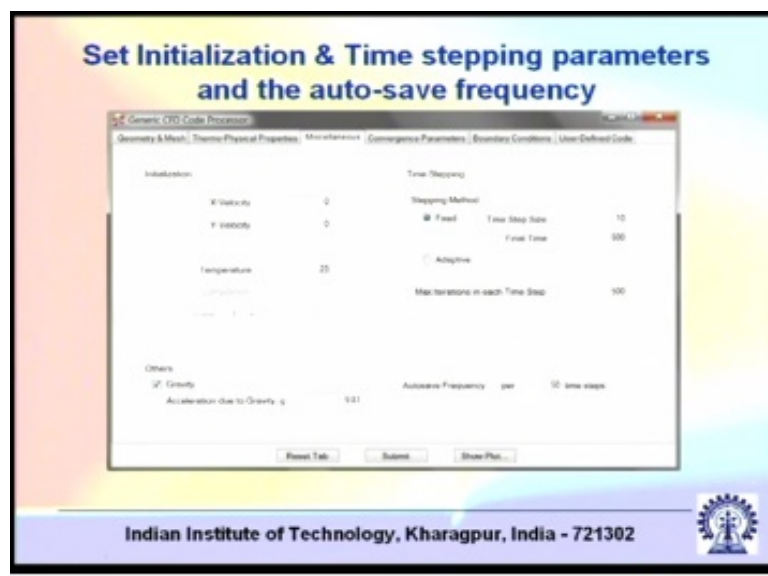 Set Initialization & Time stepping parameters
and the auto-save frequency
Generic CFD Code Processor
Geometry & Mesh Thermo-Physical Properties Miscellaneous Convergence Parameters Boundary Conditions User-Defined Code
Initialization
X Velocity 0
Y Velocity 0
Temperature 25
Time Stepping
Stepping Method
Fixed Time Step Size 10
Final Time
Adaptive
Max Iterations in each Time Step 500
Others
Gravity
Acceleration due to Gravity g 9.81
Autosave Frequency per 50 time steps
Reset Tab Submit Show Plot...
Indian Institute of Technology, Kharagpur, India - 721302